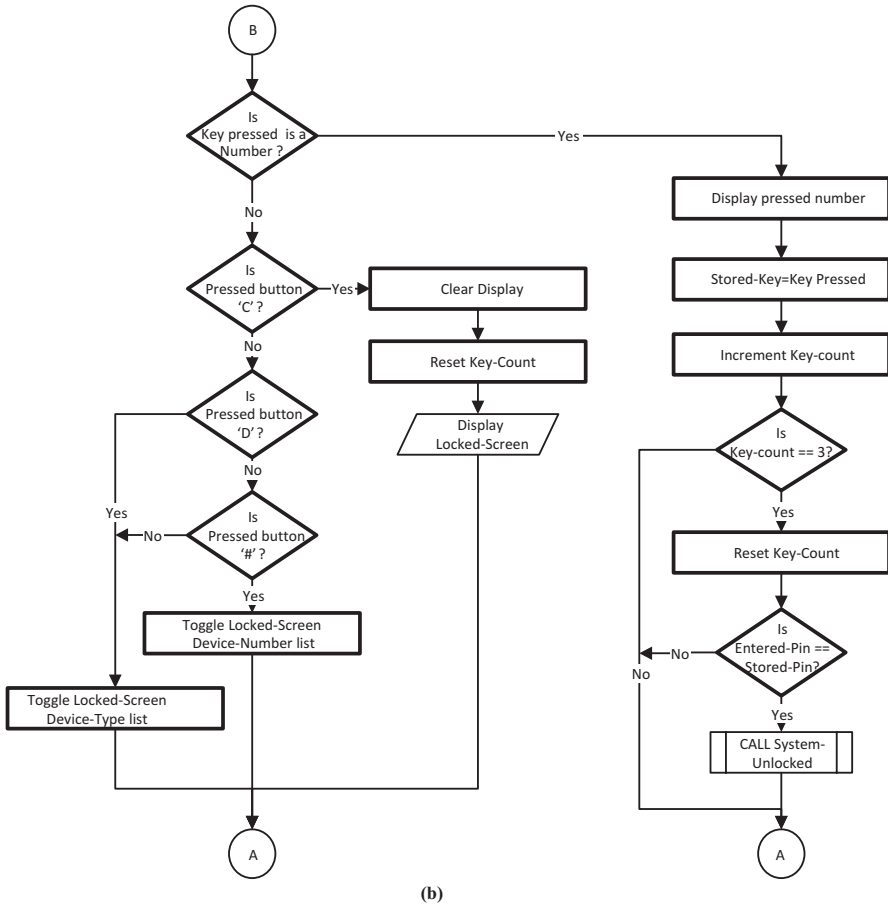 B
Is
Key pressed is a
Number ?
Yes
No
Display pressed number
Is
Pressed button
‘C’ ?
Yes
Clear Display
Stored-Key=Key Pressed
No
Reset Key-Count
Increment Key-count
Is
Pressed button
‘D’ ?
Display
Locked-Screen
Is
Key-count == 3?
No
Yes
Yes
Is
Pressed button
‘#’ ?
No
Reset Key-Count
Yes
Toggle Locked-Screen
Device-Number list
Is
Entered-Pin ==
Stored-Pin?
No
No
Toggle Locked-Screen
Device-Type list
Yes
CALL System-
Unlocked
A
A
(b)